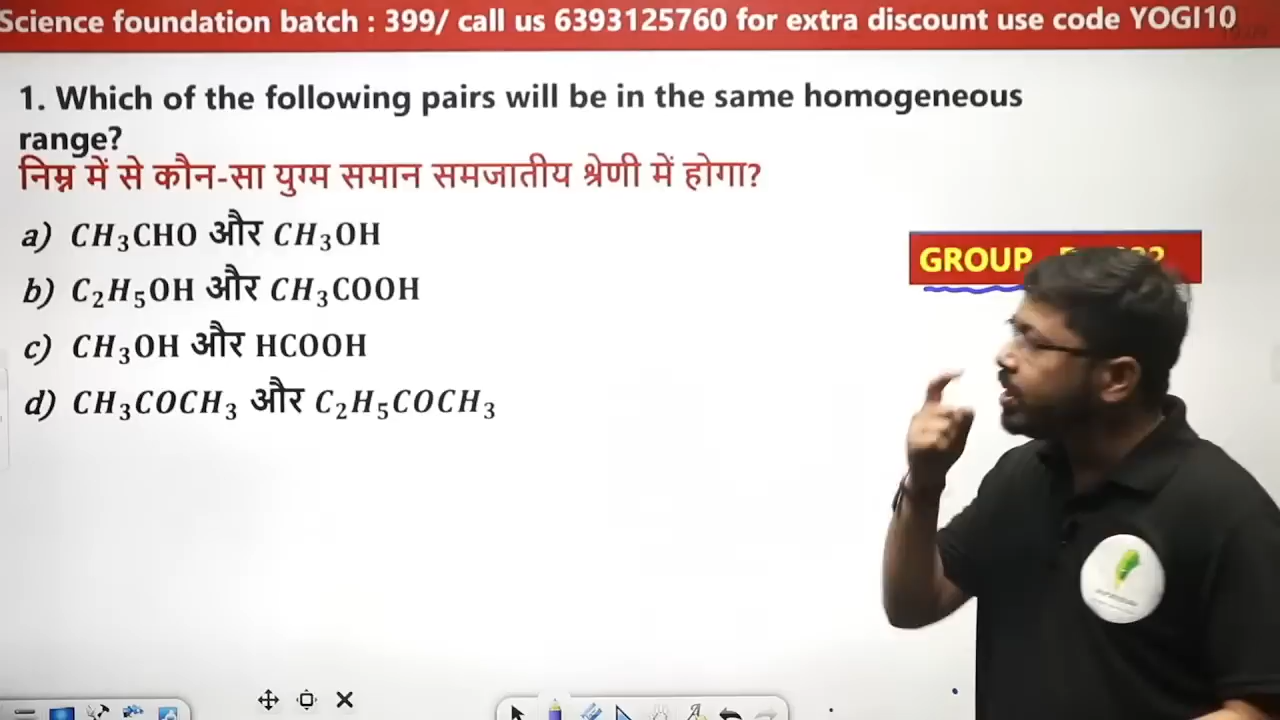 Science foundation batch : 399/ call us 6393125760 for extra discount use code YOGI10
1. Which of the following pairs will be in the same homogeneous
range?
निम्न में से कौन-सा युग्म समान समजातीय श्रेणी में होगा?
a) CH₃CHO और CH₃OH
GROUP
b) C₂H₅OH और CH₃COOH
c) CH₃OH और HCOOH
d) CH₃COCH₃ और C₂H₅COCH₃